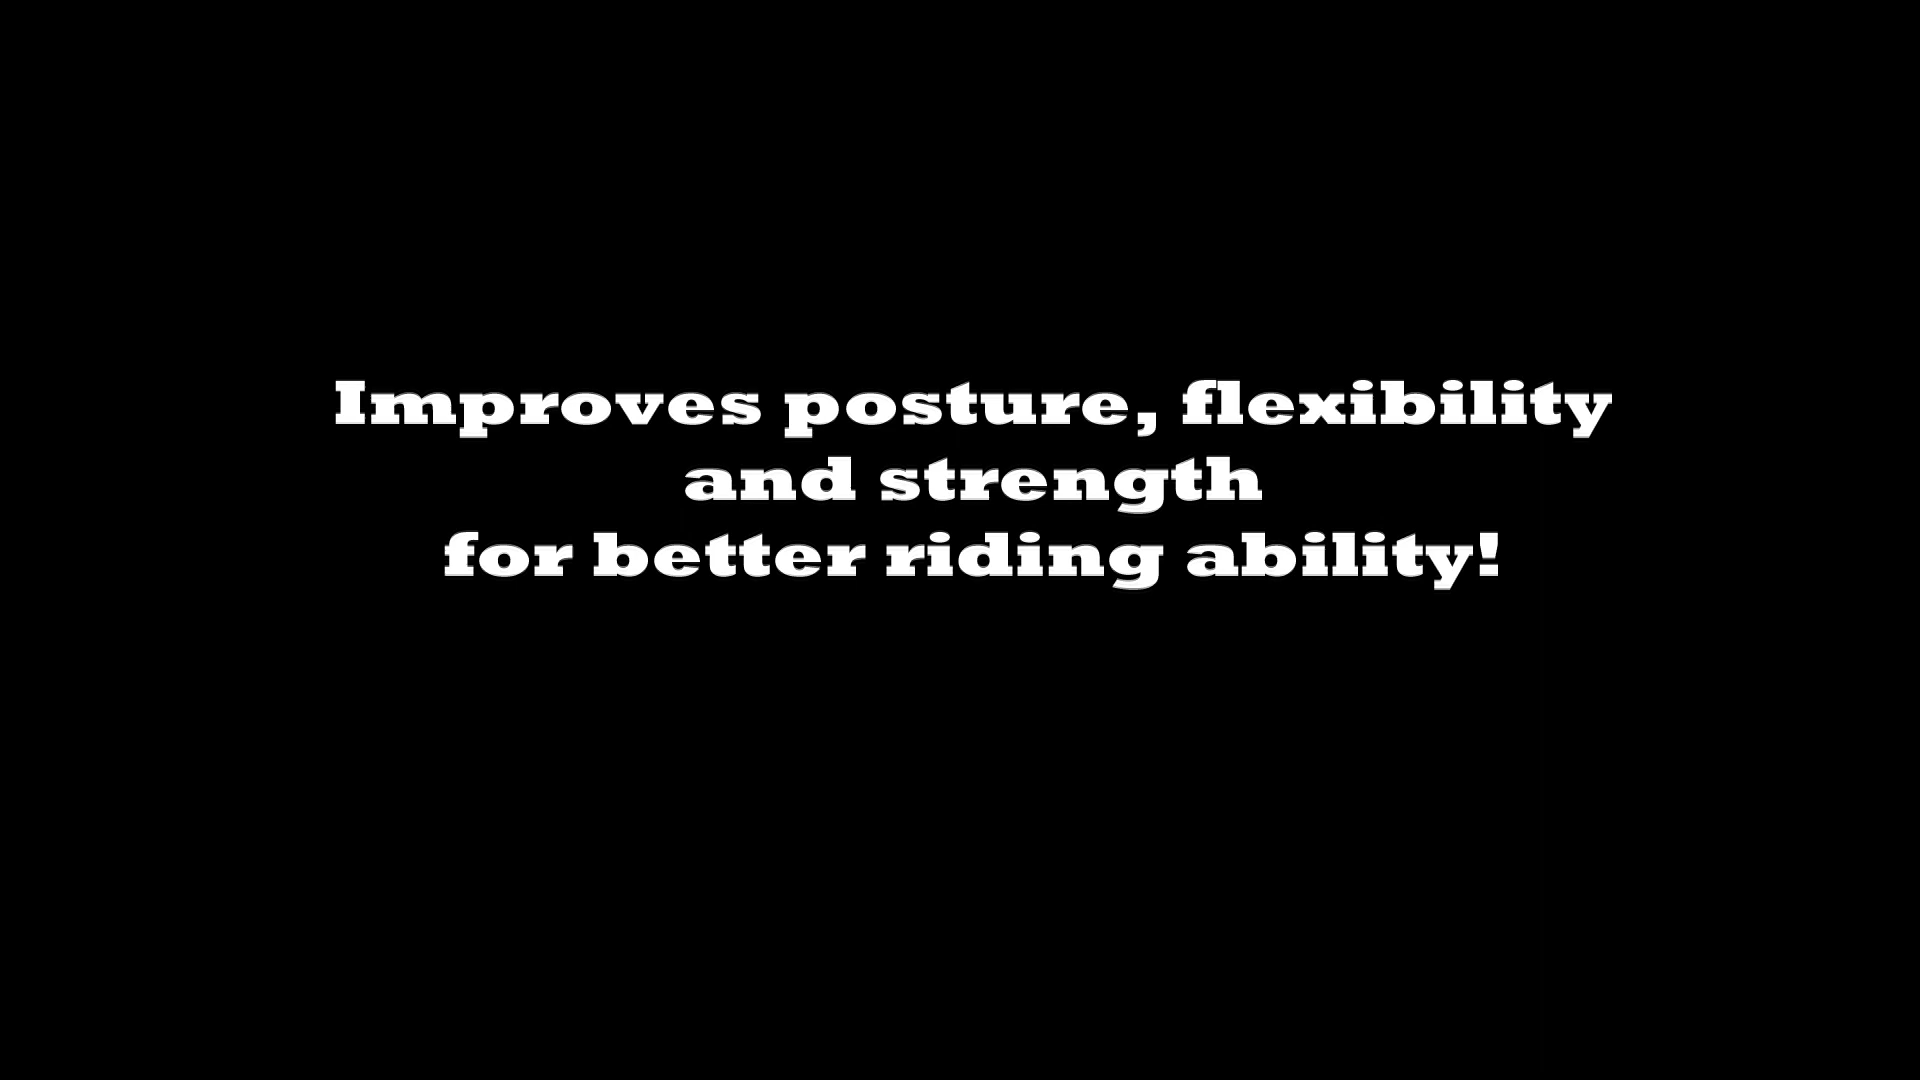 Improves posture, flexibility
and strength
for better riding ability!